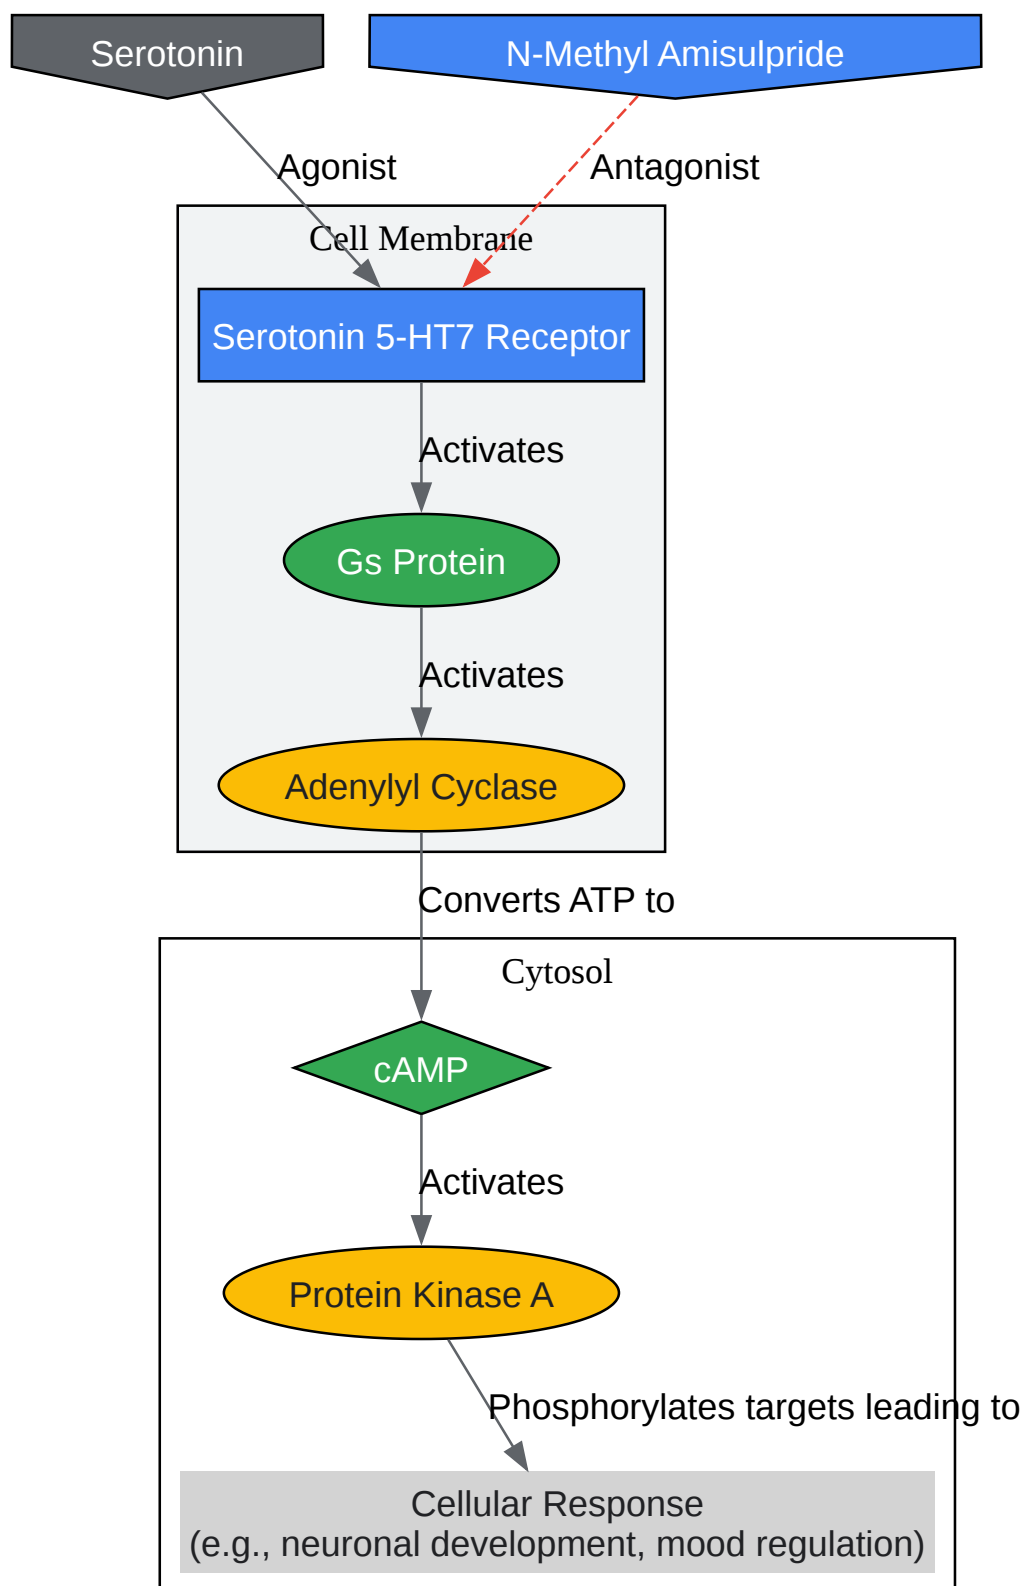 Serotonin
N-Methyl Amisulpride
Agonist
Antagonist
Cell Membrane
Serotonin 5-HT7 Receptor
Activates
Gs Protein
Activates
Adenylyl Cyclase
Converts ATP to
Cytosol
cAMP
Activates
Protein Kinase A
Phosphorylates targets leading to
Cellular Response
(e.g., neuronal development, mood regulation)